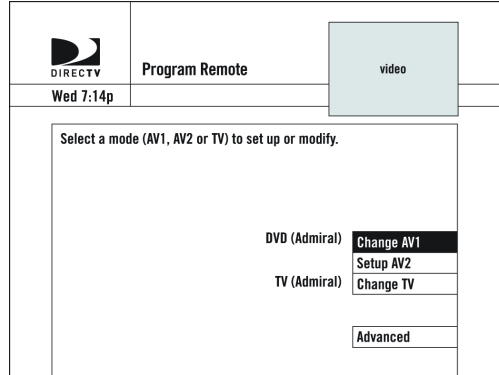 DIRECTV
Program Remote
video
Wed 7:14p
Select a mode (AV1, AV2 or TV) to set up or modify.
DVD (Admiral) Change AV1
Setup AV2
TV (Admiral) Change TV
Advanced